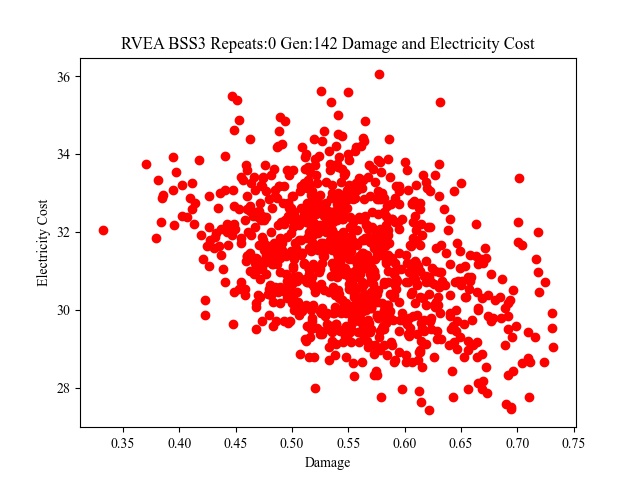 RVEA BSS3 Repeats:0 Gen:142 Damage and Electricity Cost
36
34
32
30
28
Electricity Cost
0.35 0.40 0.45 0.50 0.55 0.60 0.65 0.70 0.75
Damage